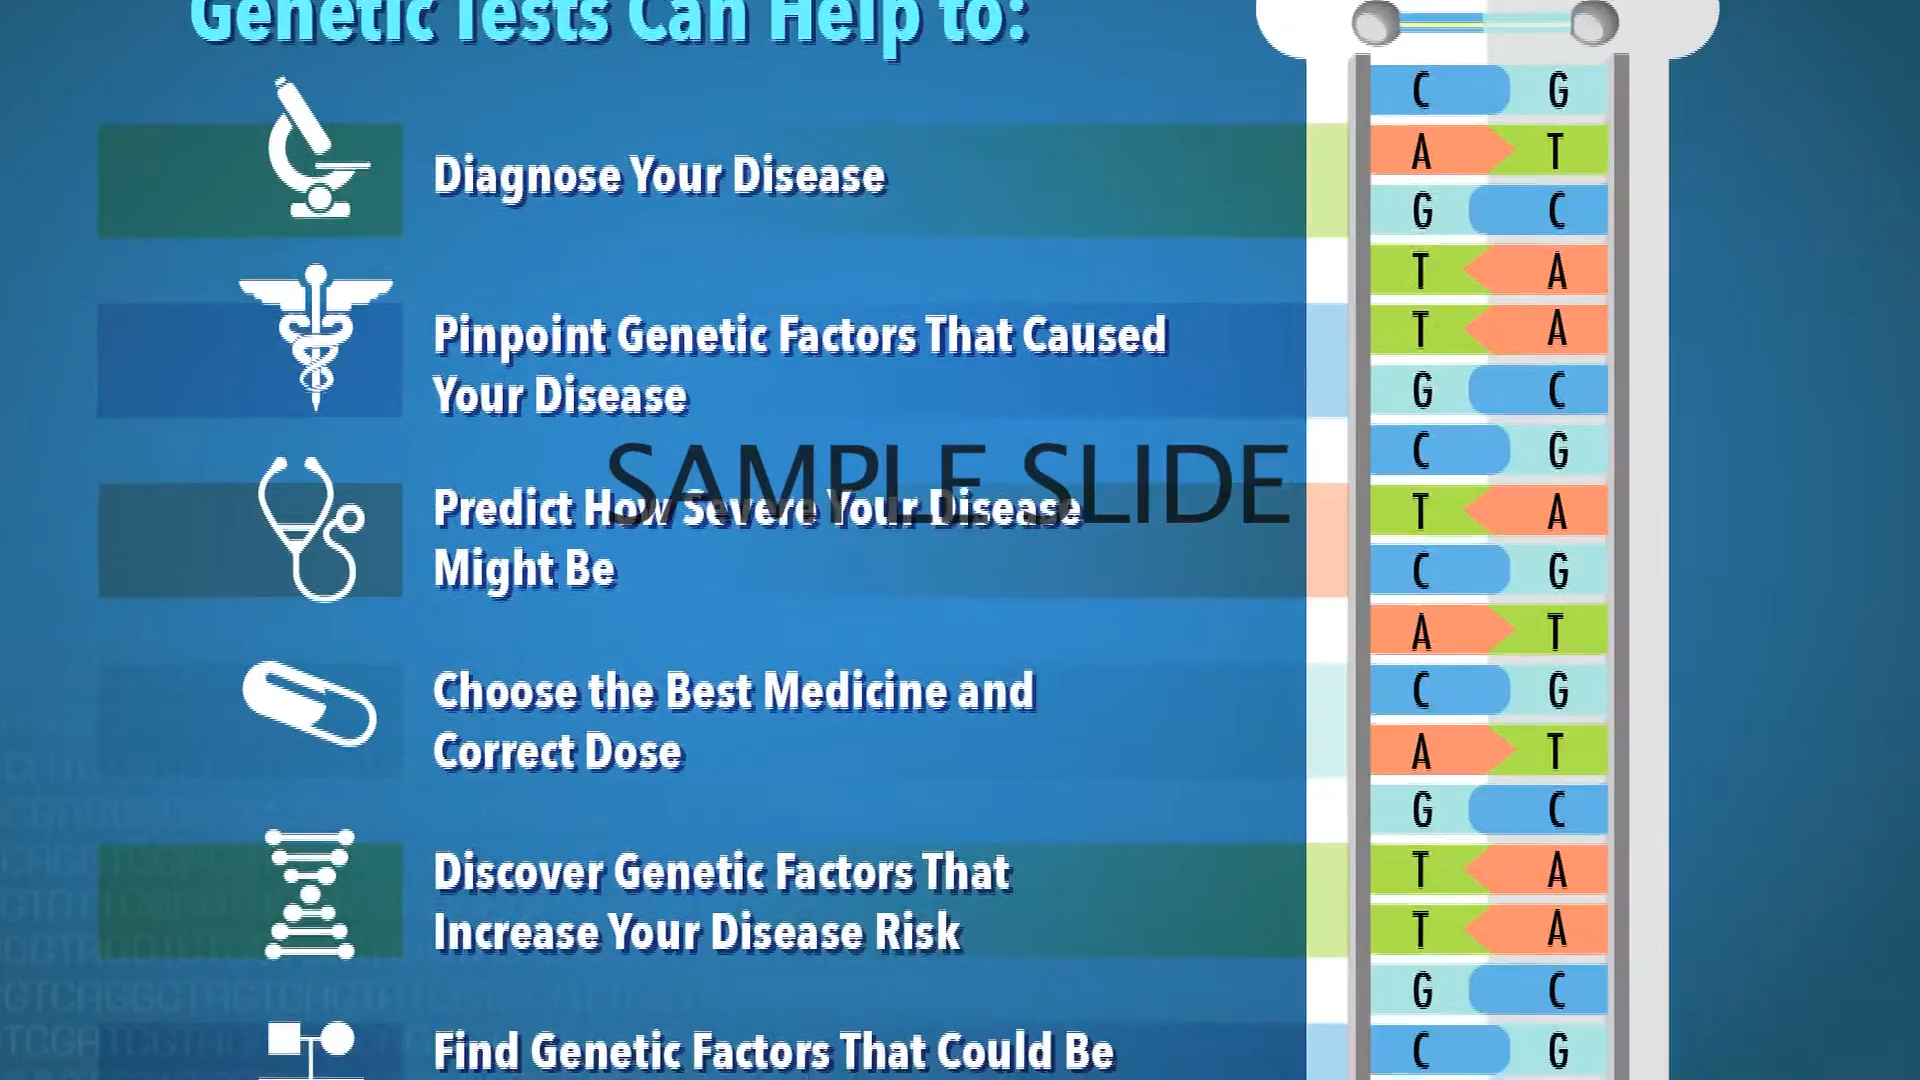 Genetic Tests Can Help to:
Diagnose Your Disease
Pinpoint Genetic Factors That Caused
Your Disease
SAMPLE SLIDE
Predict How Severe Your Disease
Might Be
Choose the Best Medicine and
Correct Dose
Discover Genetic Factors That
Increase Your Disease Risk
Find Genetic Factors That Could Be
C G
A T
G C
T A
T A
G C
C G
T A
C G
A T
C G
A T
G C
T A
T A
G C
C G